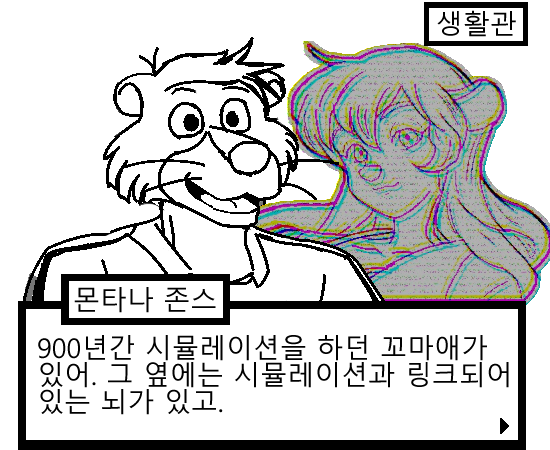 생활관
몬타나 존스
900년간 시뮬레이션을 하던 꼬마애가
있어. 그 옆에는 시뮬레이션과 링크되어
있는 뇌가 있고.